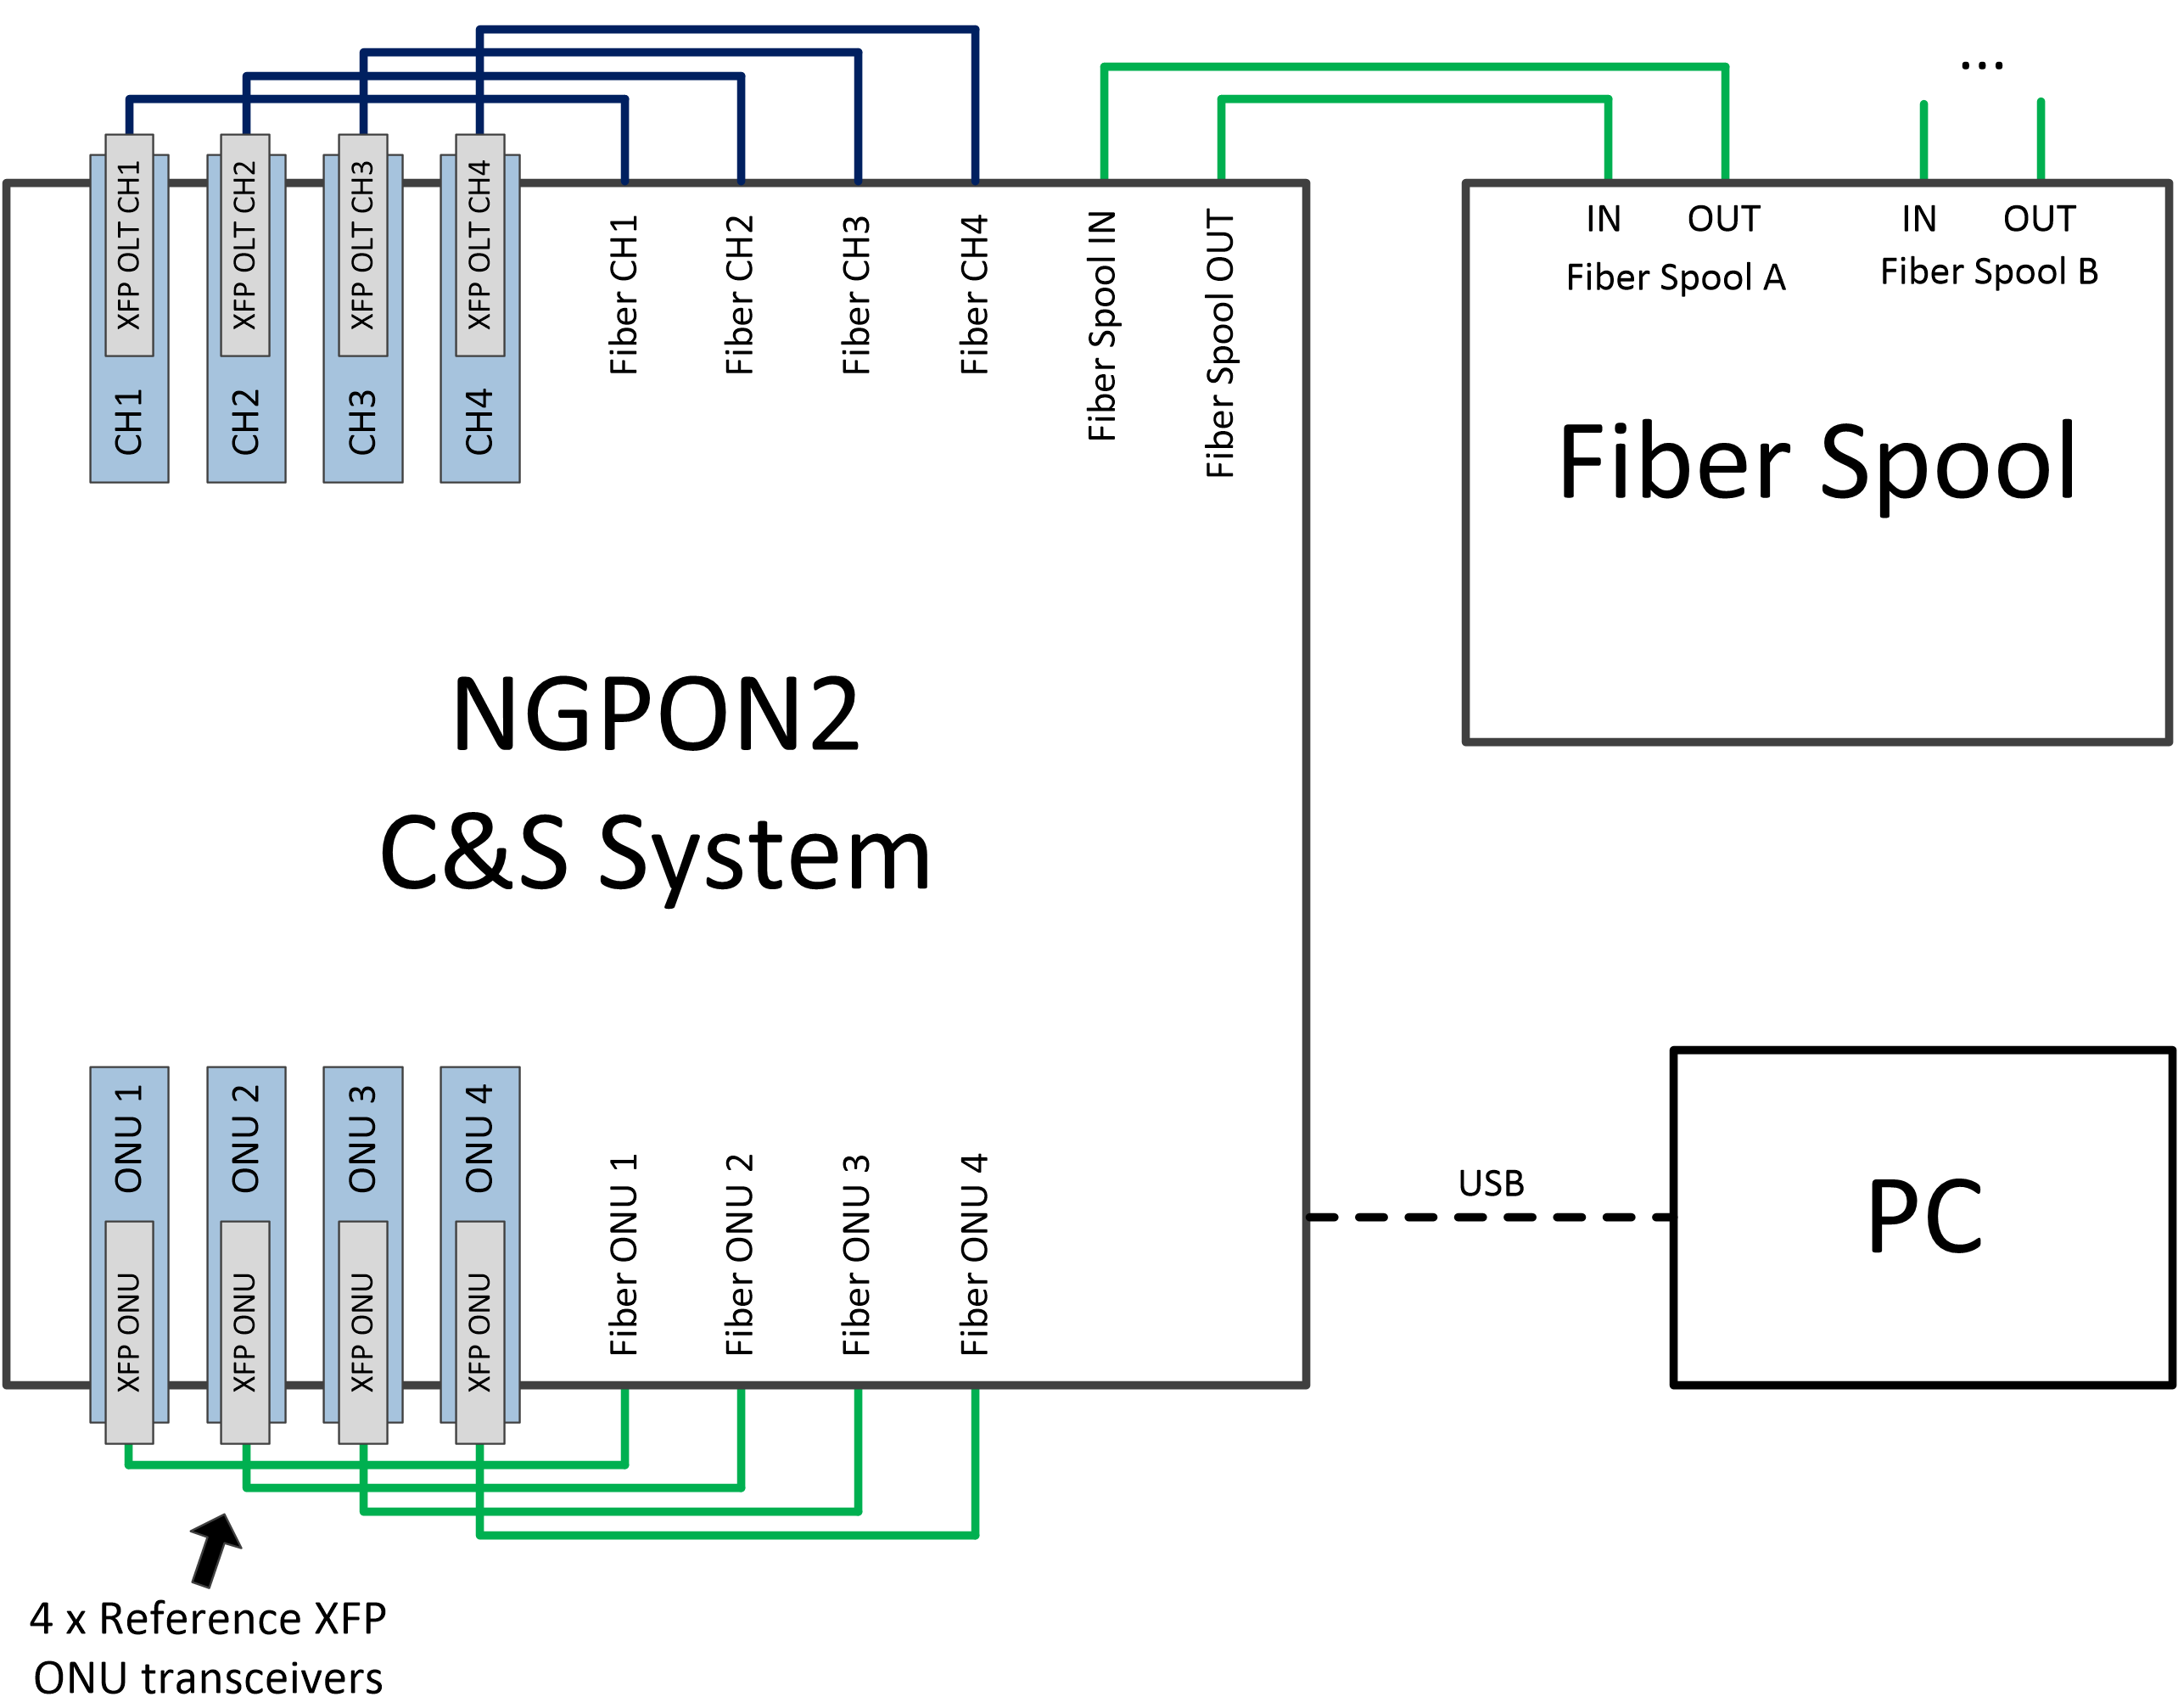 ...
XFP OLT CH1
XFP OLT CH2
XFP OLT CH3
XFP OLT CH4
CH1
CH2
CH3
CH4
Fiber CH1
Fiber CH2
Fiber CH3
Fiber CH4
Fiber Spool IN
Fiber Spool OUT
IN
OUT
Fiber Spool A
IN
OUT
Fiber Spool B
Fiber Spool
NGPON2
C&S System
ONU 1
ONU 2
ONU 3
ONU 4
XFP ONU
XFP ONU
XFP ONU
XFP ONU
Fiber ONU 1
Fiber ONU 2
Fiber ONU 3
Fiber ONU 4
USB
PC
4 x Reference XFP
ONU transceivers